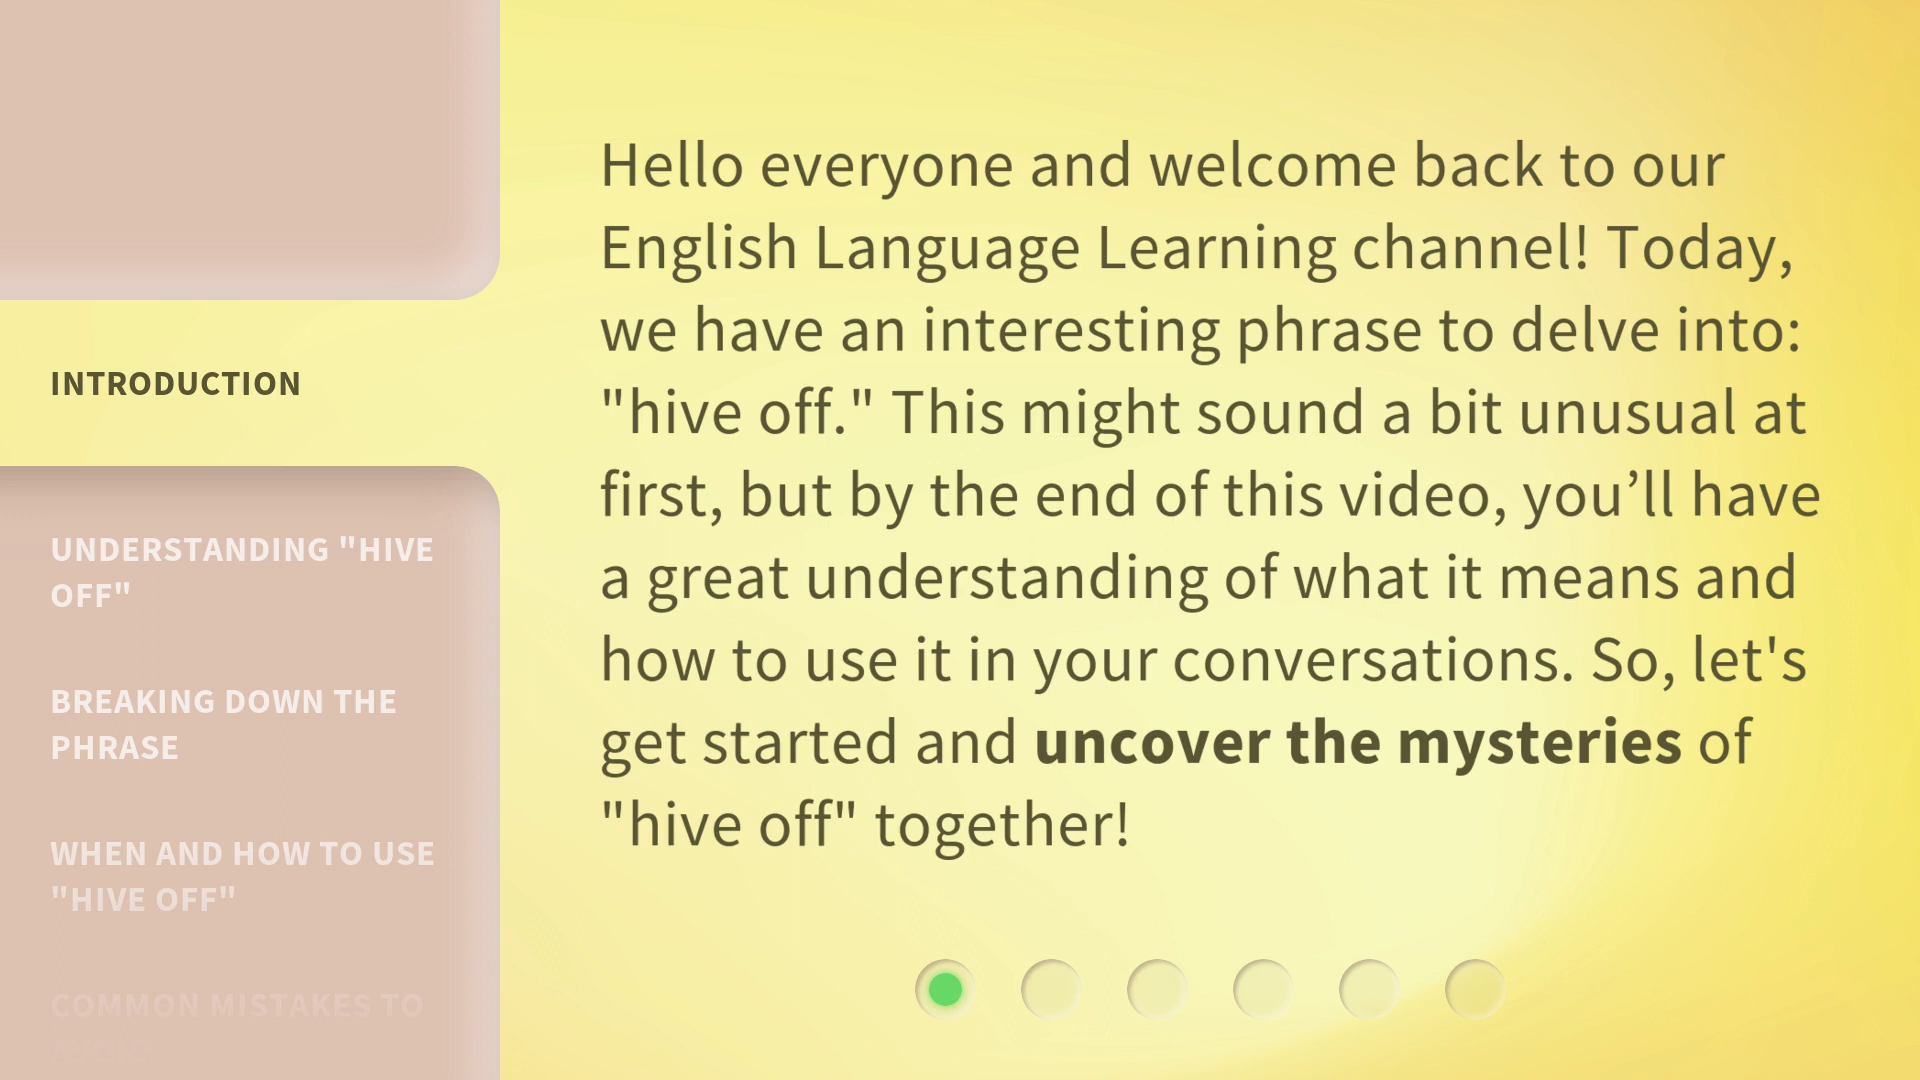 INTRODUCTION
UNDERSTANDING "HIVE
OFF"
BREAKING DOWN THE
PHRASE
WHEN AND HOW TO USE
"HIVE OFF"
COMMON MISTAKES TO
Hello everyone and welcome back to our
English Language Learning channel! Today,
we have an interesting phrase to delve into:
"hive off." This might sound a bit unusual at
first, but by the end of this video, you’ll have
a great understanding of what it means and
how to use it in your conversations. So, let's
get started and uncover the mysteries of
"hive off" together!